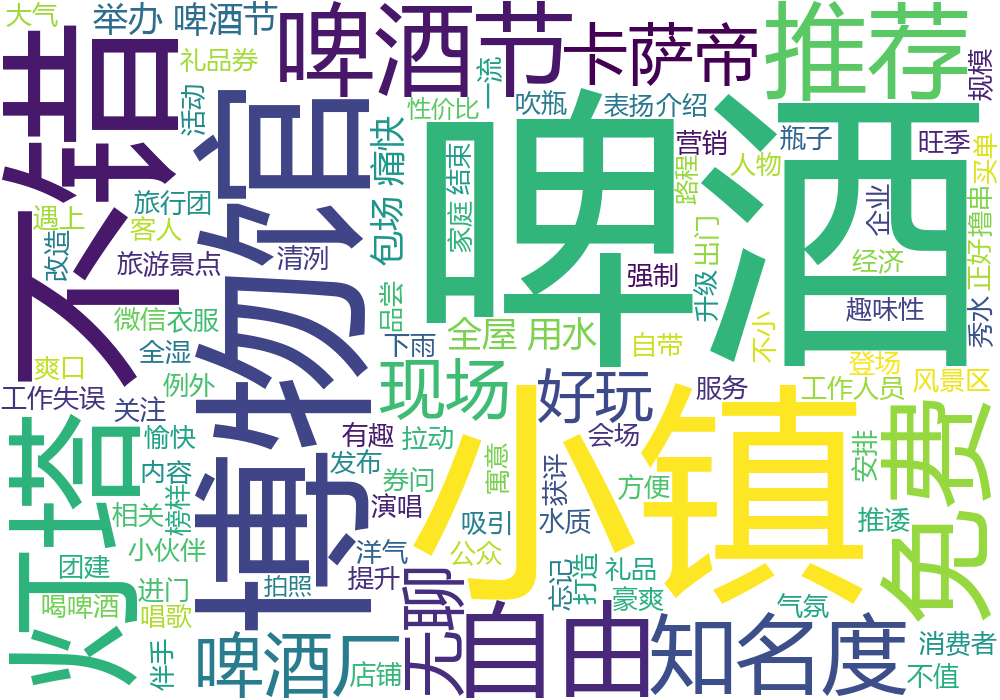 大气
举办
啤酒节
啤酒节
卡萨帝
推荐
礼品券
一流
规模
不错
活动
博物馆
性价比
吹瓶
表扬
介绍
啤酒
营销
瓶子
旺季
买单
痛快
结束
路程
人物
旅行团
遇上
客人
包场
家庭
出门
企业
撸串
改造
旅游景点
清洌
强制
经济
正好
微信
衣服
品尝
升级
趣味性
全湿
下雨
全屋
用水
自带
不小
秀水
爽口
例外
现场
好玩
服务
登场
工作人员
风景区
工作失误
关注
小镇
免费
灯塔
愉快
有趣
拉动
会场
内容
发布
券问
寓意
获评
方便
安排
榜样
相关
演唱
吸引
水质
推诿
小伙伴
洋气
公众
团建
进门
拍照
提升
忘记
打造
礼品
喝啤酒
唱歌
无聊
豪爽
气氛
伴手
啤酒厂
店铺
知名度
消费者
不值